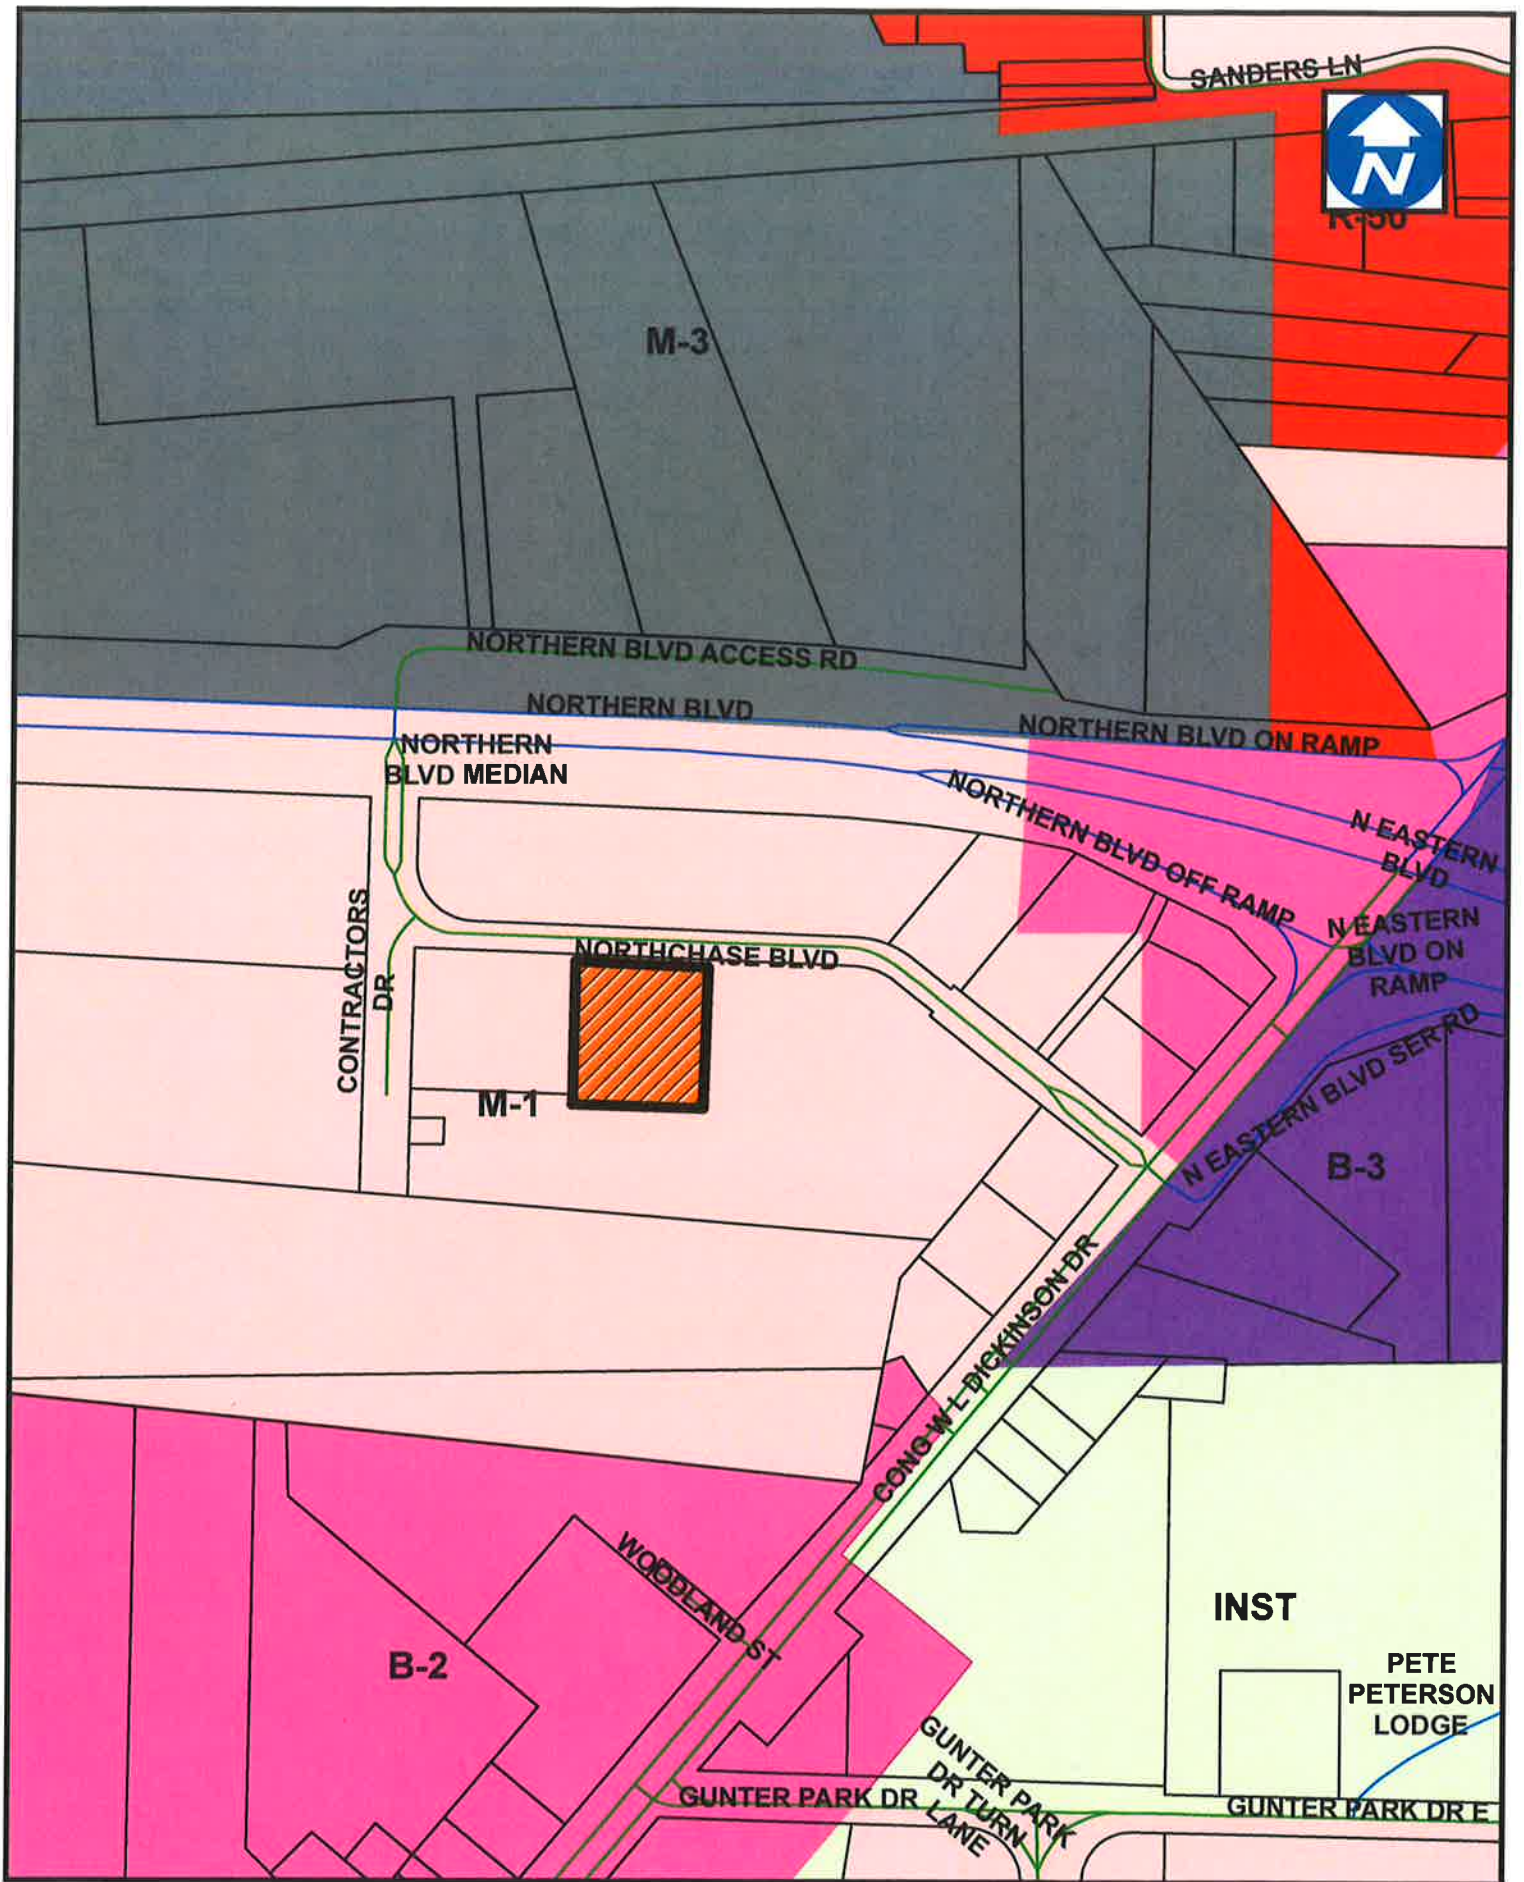 SANDERS LN
N
R-50
M-3
NORTHERN BLVD ACCESS RD
NORTHERN BLVD
NORTHERN BLVD ON RAMP
NORTHERN
BLVD MEDIAN
NORTHERN BLVD OFF RAMP
N EASTERN
BLVD
N EASTERN
BLVD ON
RAMP
CONTRACTORS
DR
NORTHCHASE BLVD
N EASTERN BLVD SER RD
M-1
B-3
CONG W L DICKINSON DR
WOODLAND ST
INST
B-2
PETE
PETERSON
LODGE
GUNTER PARK
DR TURN
LANE
GUNTER PARK DR
GUNTER PARK DR E